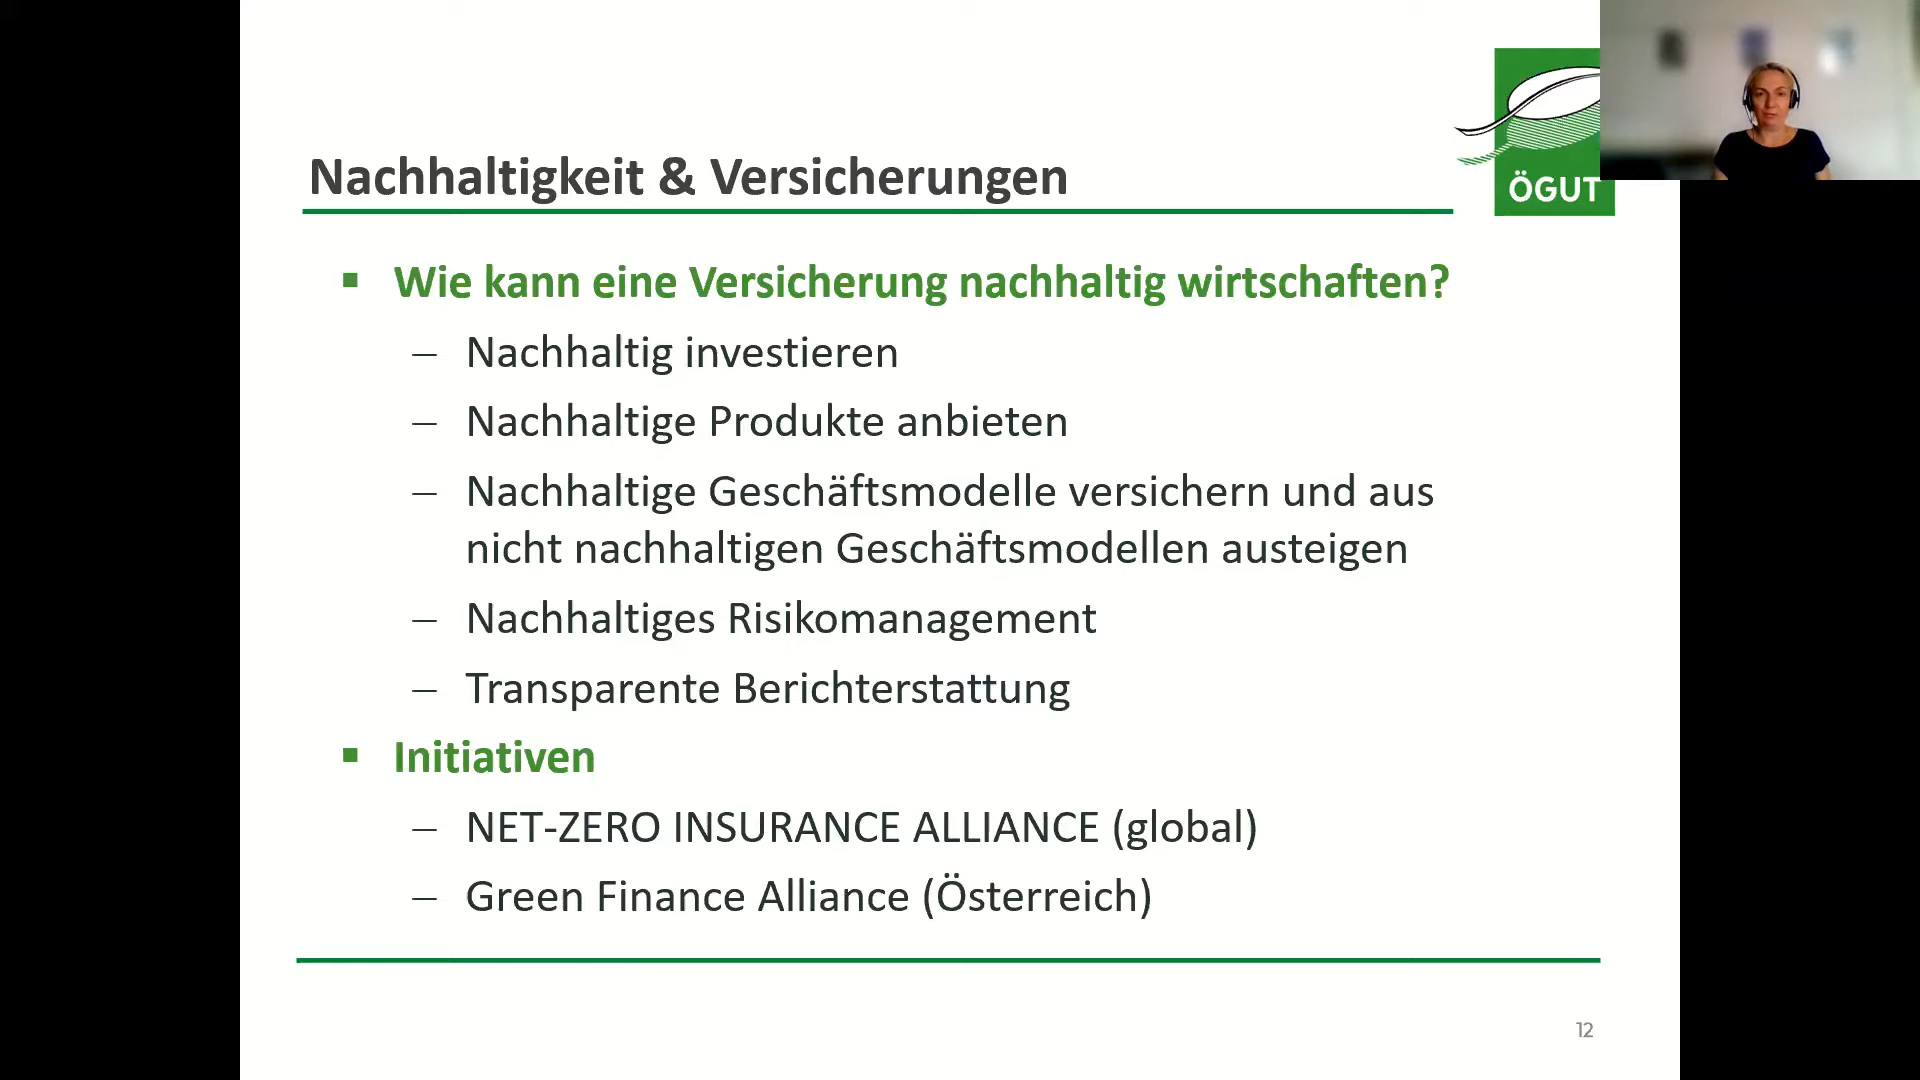 Nachhaltigkeit & Versicherungen
ÖGUT
▪ Wie kann eine Versicherung nachhaltig wirtschaften?
– Nachhaltig investieren
– Nachhaltige Produkte anbieten
– Nachhaltige Geschäftsmodelle versichern und aus
nicht nachhaltigen Geschäftsmodellen austeigen
– Nachhaltiges Risikomanagement
– Transparente Berichterstattung
▪ Initiativen
– NET-ZERO INSURANCE ALLIANCE (global)
– Green Finance Alliance (Österreich)
12